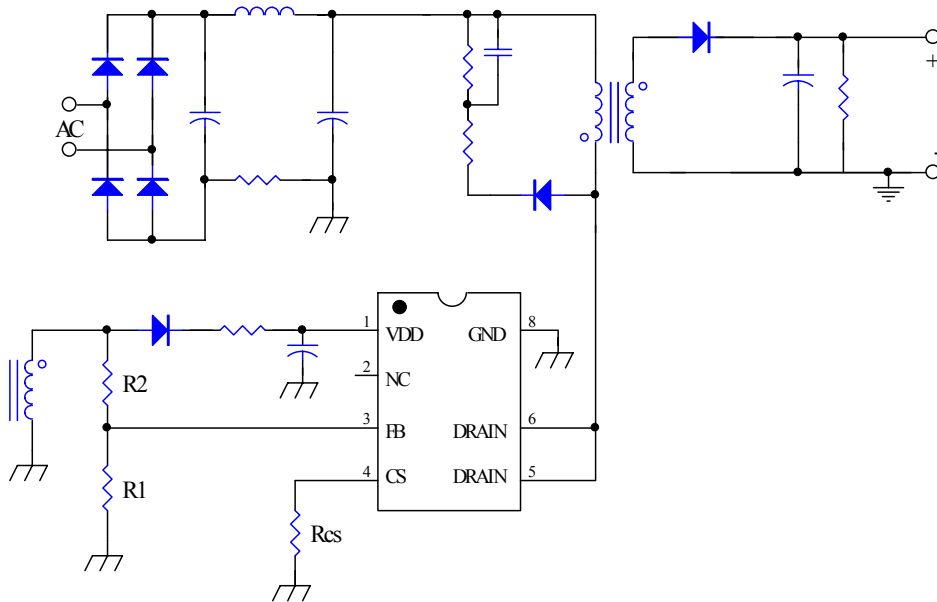 +
AC
-
1
VDD
GND
8
2
NC
R2
3
FB
DRAIN
6
4
CS
DRAIN
5
R1
Rcs